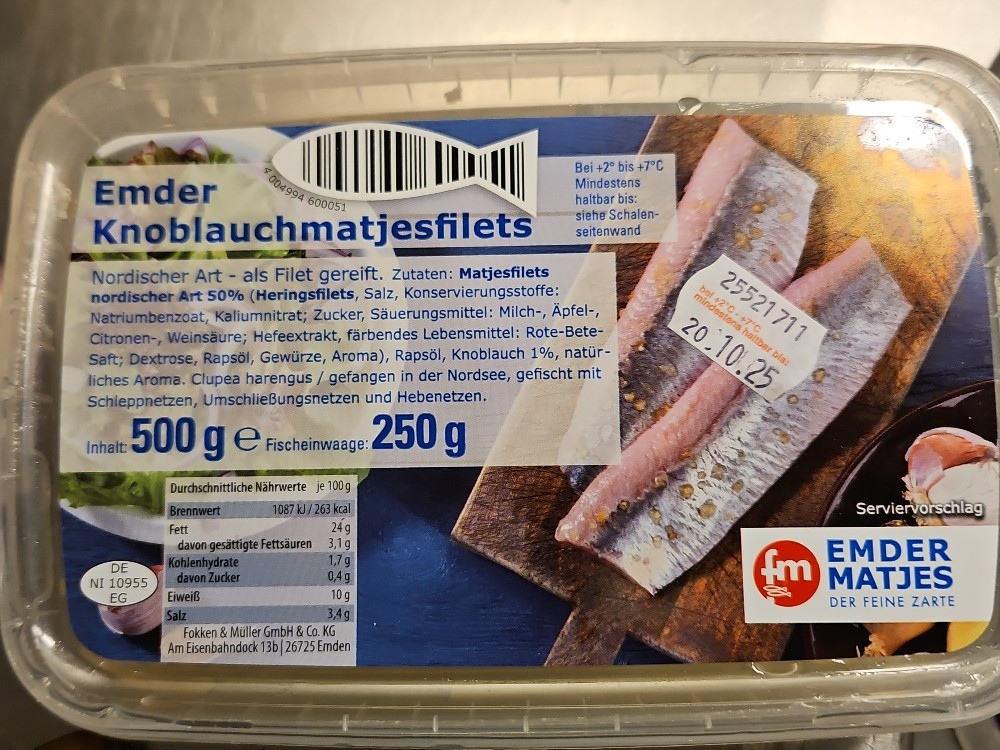 4 004994 600051
Emder
Knoblauchmatjesfilets
Bei +2° bis +7°C
Mindestens
haltbar bis:
siehe Schalen-
seitenwand
Nordischer Art - als Filet gereift. Zutaten: Matjesfilets
nordischer Art 50% (Heringsfilets, Salz, Konservierungsstoffe:
Natriumbenzoat, Kaliumnitrat; Zucker, Säuerungsmittel: Milch-, Äpfel-,
Citronen-, Weinsäure; Hefeextrakt, färbendes Lebensmittel: Rote-Bete-
Saft; Dextrose, Rapsöl, Gewürze, Aroma), Rapsöl, Knoblauch 1%, natür-
liches Aroma. Clupea harengus / gefangen in der Nordsee, gefischt mit
Schleppnetzen, Umschließungsnetzen und Hebenetzen.
Inhalt: 500 g e Fischeinwaage: 250 g
25521711
bei +2°C - +7°C
mindestens haltbar bis:
20.10.25
Durchschnittliche Nährwerte je 100 g
Brennwert 1087 kJ / 263 kcal
Fett 24 g
davon gesättigte Fettsäuren 3,1 g
Kohlenhydrate 1,7 g
davon Zucker 0,4 g
Eiweiß 10 g
Salz 3,4 g
Fokken & Müller GmbH & Co. KG
Am Eisenbahndock 13b | 26725 Emden
DE
NI 10955
EG
Serviervorschlag
fm
EMDER
MATJES
DER FEINE ZARTE